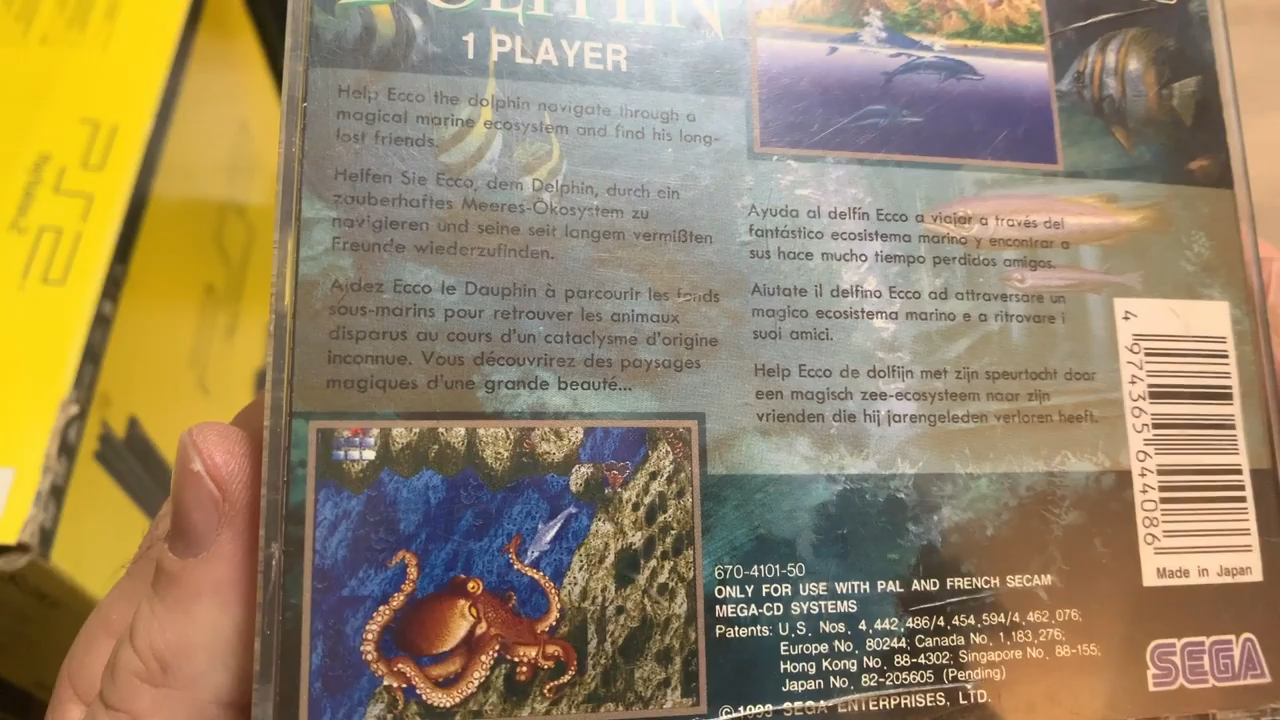 DOLPHIN
1 PLAYER
Help Ecco the dolphin navigate through a
magical marine ecosystem and find his long-
lost friends.
Helfen Sie Ecco, dem Delphin, durch ein
zauberhaftes Meeres-Ökosystem zu
navigieren und seine seit langem vermißten
Freunde wiederzufinden.
Aidez Ecco le Dauphin à parcourir les fonds
sous-marins pour retrouver les animaux
disparus au cours d'un cataclysme d'origine
inconnue. Vous découvrirez des paysages
magiques d'une grande beauté...
Ayuda al delfín Ecco a viajar a través del
fantástico ecosistema marino y encontrar a
sus hace mucho tiempo perdidos amigos.
Aiutate il delfino Ecco ad attraversare un
magico ecosistema marino e a ritrovare i
suoi amici.
Help Ecco de dolfijn met zijn speurtocht door
een magisch zee-ecosysteem naar zijn
vrienden die hij jarengeleden verloren heeft.
4 974365 644086
Made in Japan
670-4101-50
ONLY FOR USE WITH PAL AND FRENCH SECAM
MEGA-CD SYSTEMS
Patents: U.S. Nos. 4,442,486/4,454,594/4,462,076;
Europe No. 80244; Canada No. 1,183,276;
Hong Kong No. 88-4302; Singapore No. 88-155;
Japan No. 82-205605 (Pending)
© 1993 SEGA ENTERPRISES, LTD.
SEGA
PS2